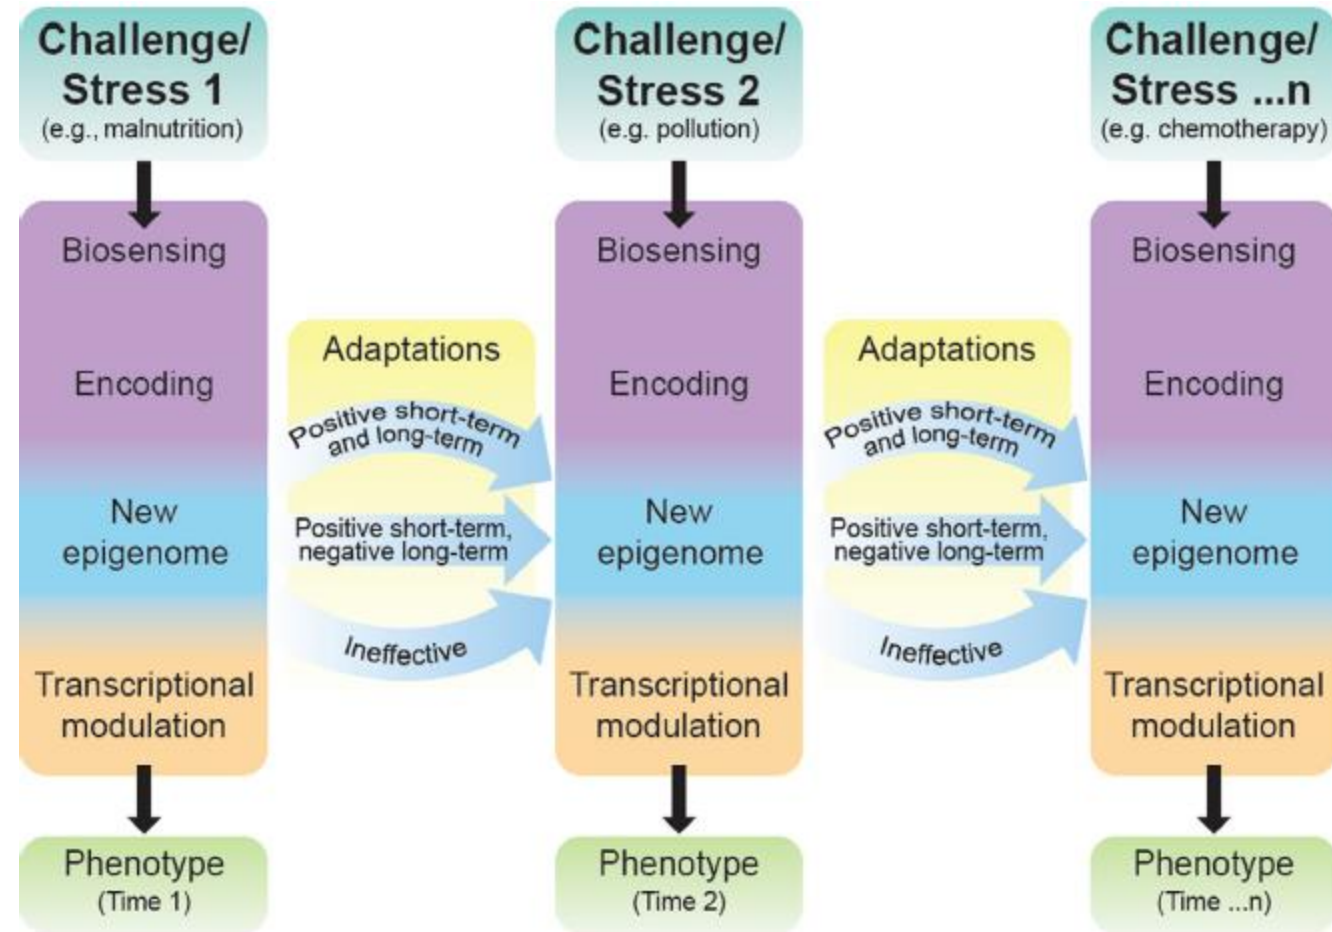 Challenge/
Stress 1
(e.g., malnutrition)
Biosensing
Encoding
New
epigenome
Transcriptional
modulation
Phenotype
(Time 1)
Adaptations
Positive short-term
and long-term
Positive short-term,
negative long-term
Ineffective
Challenge/
Stress 2
(e.g. pollution)
Biosensing
Encoding
New
epigenome
Transcriptional
modulation
Phenotype
(Time 2)
Adaptations
Positive short-term
and long-term
Positive short-term,
negative long-term
Ineffective
Challenge/
Stress ...n
(e.g. chemotherapy)
Biosensing
Encoding
New
epigenome
Transcriptional
modulation
Phenotype
(Time ...n)